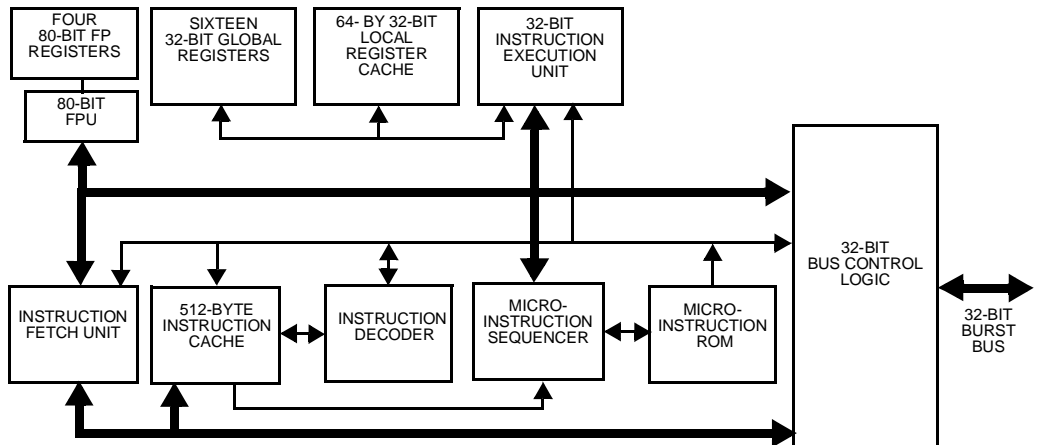 FOUR
80-BIT FP
REGISTERS
SIXTEEN
32-BIT GLOBAL
REGISTERS
64- BY 32-BIT
LOCAL
REGISTER
CACHE
32-BIT
INSTRUCTION
EXECUTION
UNIT
80-BIT
FPU
32-BIT
BUS CONTROL
LOGIC
32-BIT
BURST
BUS
INSTRUCTION
FETCH UNIT
512-BYTE
INSTRUCTION
CACHE
INSTRUCTION
DECODER
MICRO-
INSTRUCTION
SEQUENCER
MICRO-
INSTRUCTION
ROM